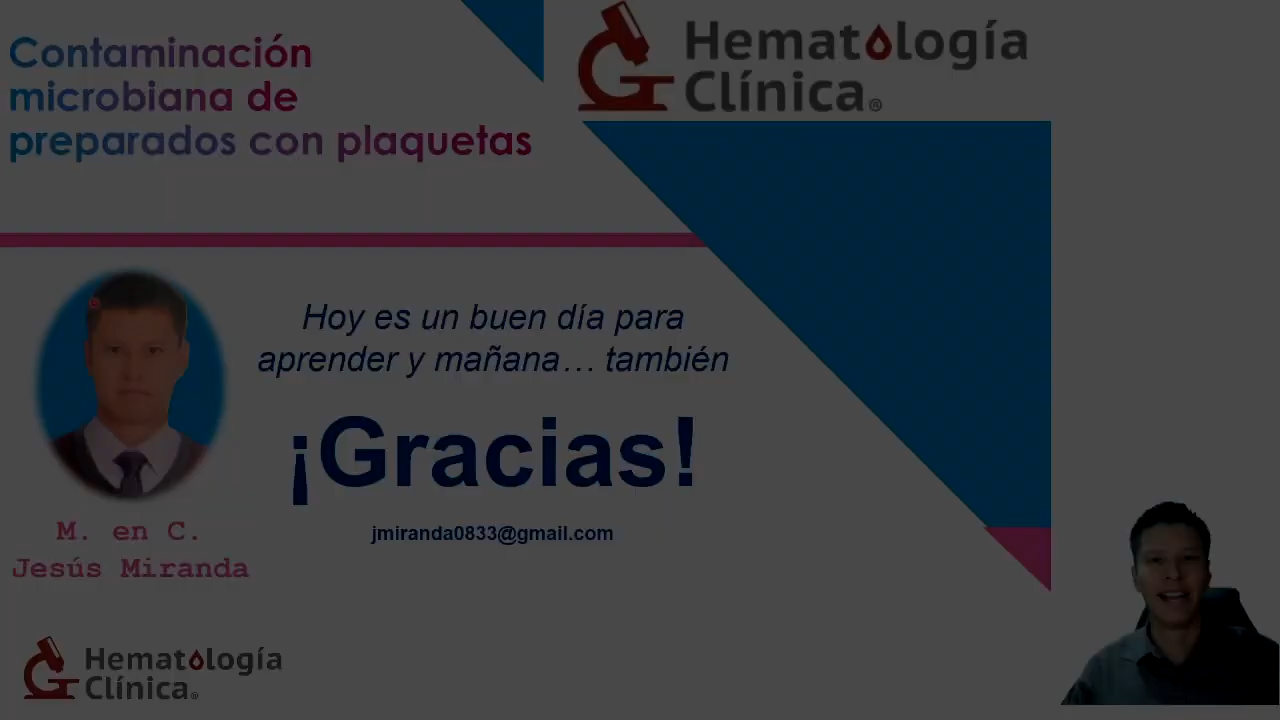 Contaminación
microbiana de
preparados con plaquetas
Hematología
Clínica®
Hoy es un buen día para
aprender y mañana… también
¡Gracias!
jmiranda0833@gmail.com
M. en C.
Jesús Miranda
Hematología
Clínica®